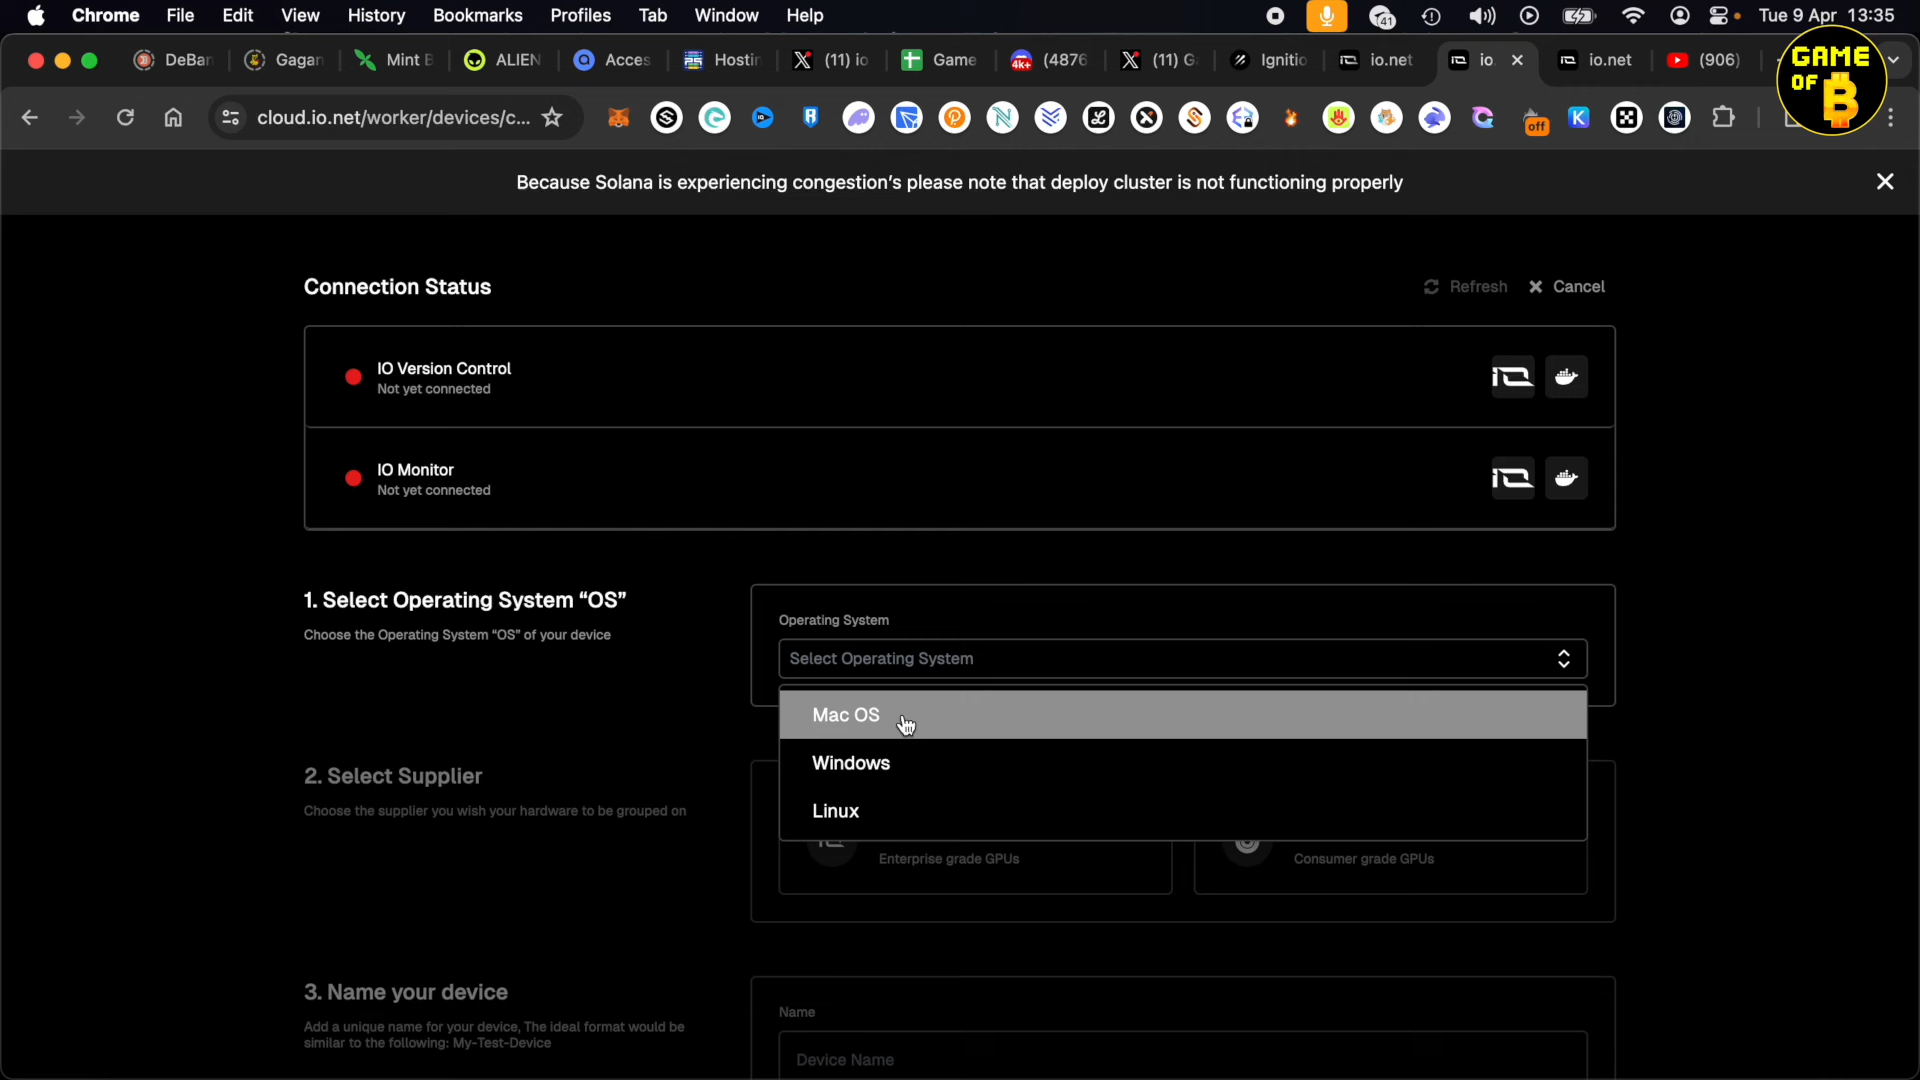 Chrome File Edit View History Bookmarks Profiles Tab Window Help 41 Tue 9 Apr 13:35
DeBan Gagan Mint B ALIEN Acces Hostin (11) io Game 4k+ (4876 (11) G Ignitio io.net io io.net (906)
GAME OF B
cloud.io.net/worker/devices/c... off
Because Solana is experiencing congestion's please note that deploy cluster is not functioning properly
Connection Status
Refresh Cancel
IO Version Control
Not yet connected
IO Monitor
Not yet connected
1. Select Operating System “OS”
Choose the Operating System “OS” of your device
Operating System
Select Operating System
Mac OS
Windows
Linux
2. Select Supplier
Choose the supplier you wish your hardware to be grouped on
Enterprise grade GPUs
Consumer grade GPUs
3. Name your device
Add a unique name for your device, The ideal format would be
similar to the following: My-Test-Device
Name
Device Name